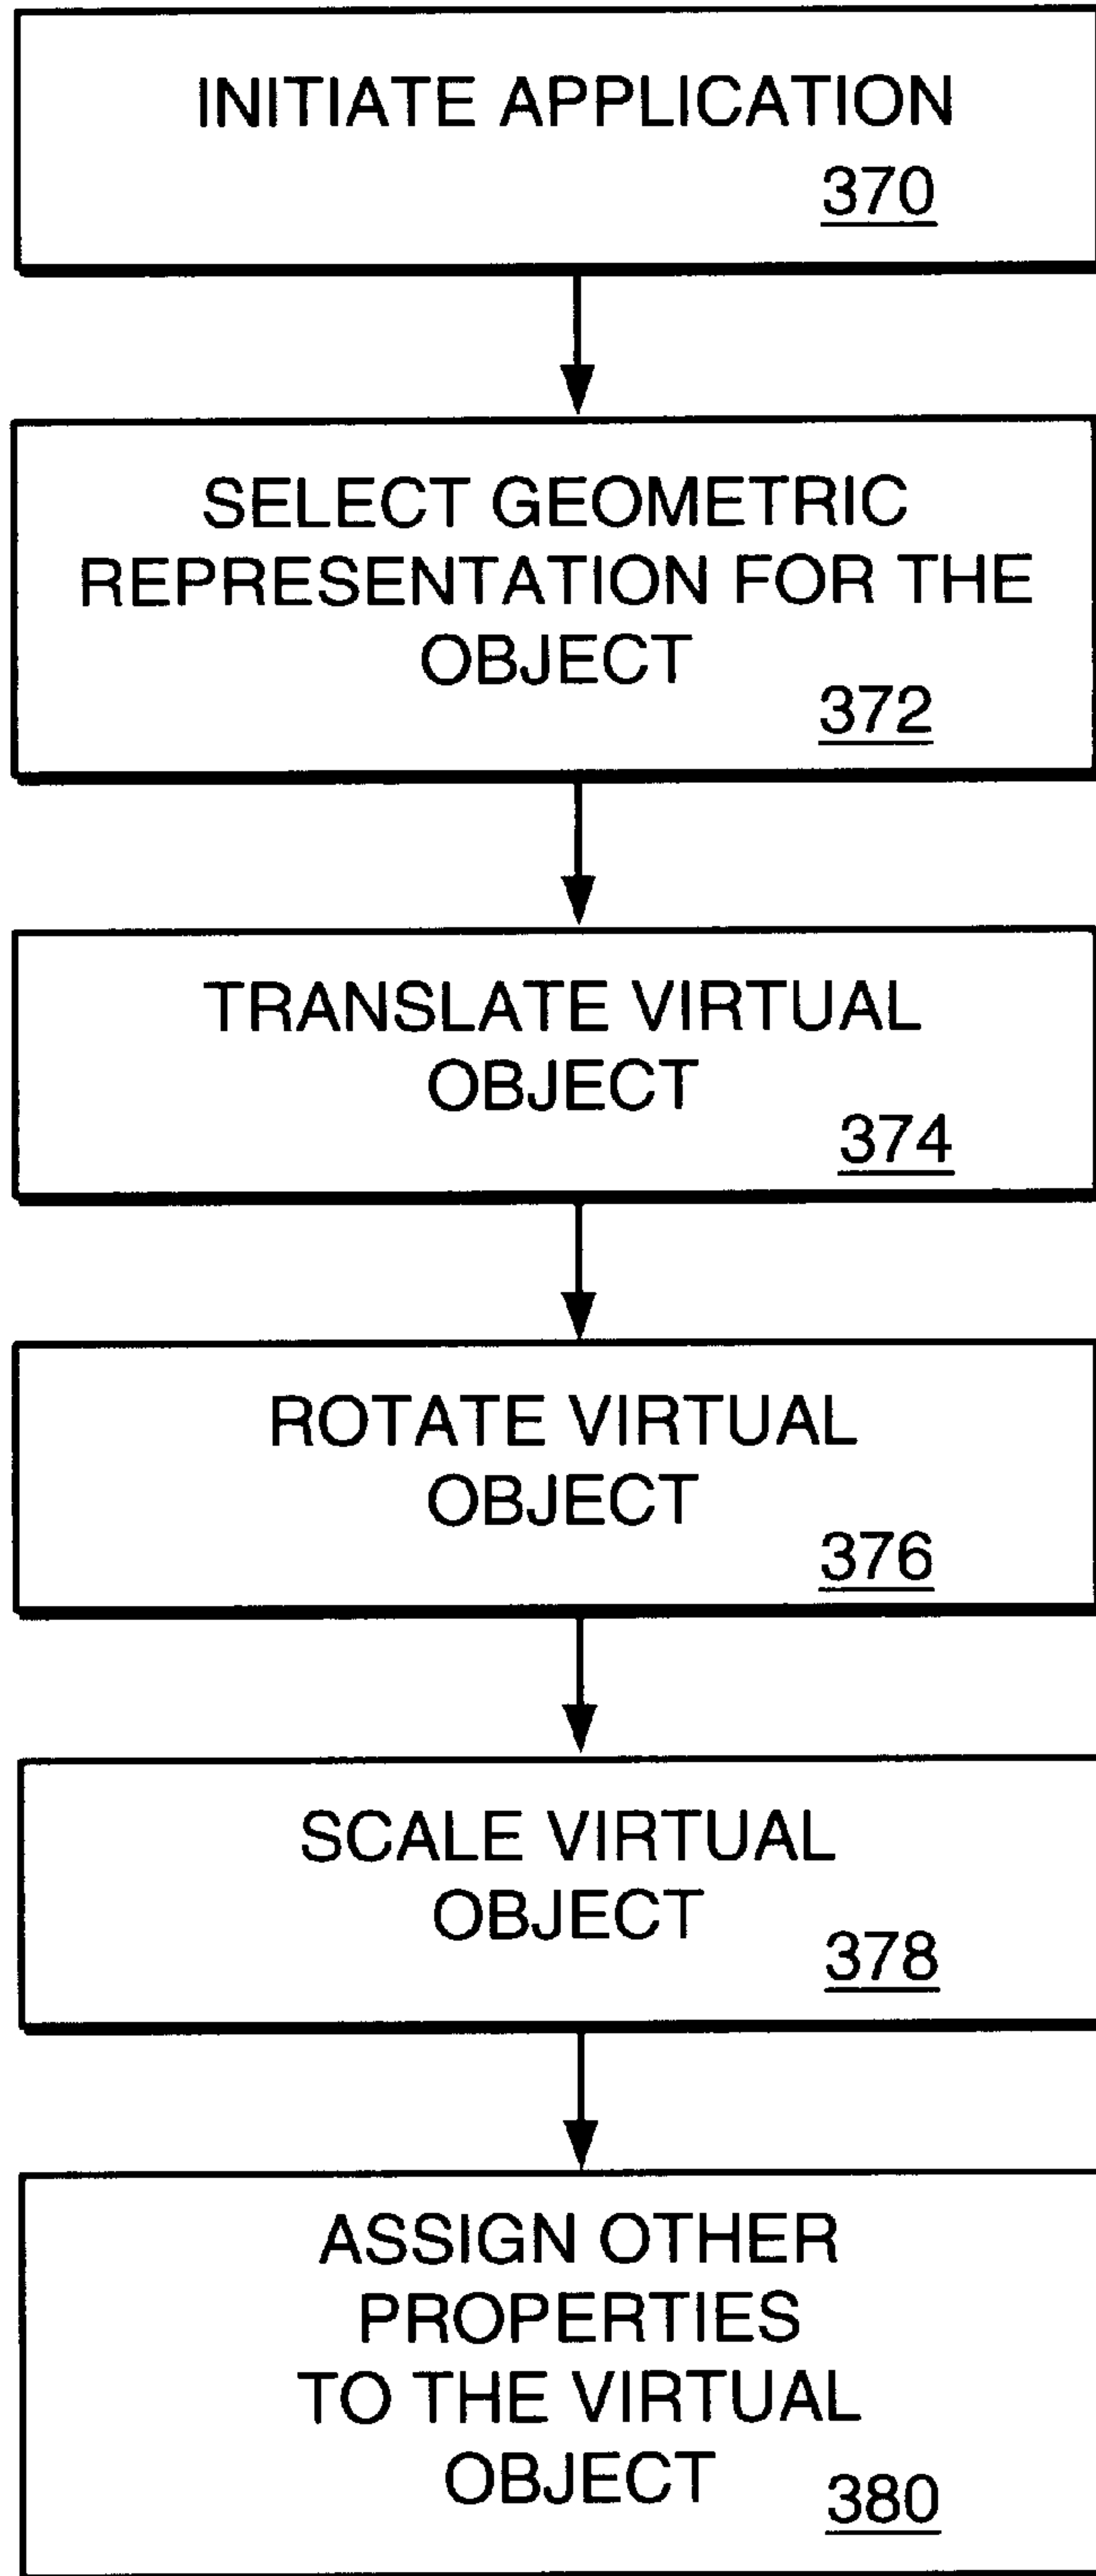 INITIATE APPLICATION
370
SELECT GEOMETRIC
REPRESENTATION FOR THE
OBJECT
372
TRANSLATE VIRTUAL
OBJECT
374
ROTATE VIRTUAL
OBJECT
376
SCALE VIRTUAL
OBJECT
378
ASSIGN OTHER
PROPERTIES
TO THE VIRTUAL
OBJECT
380